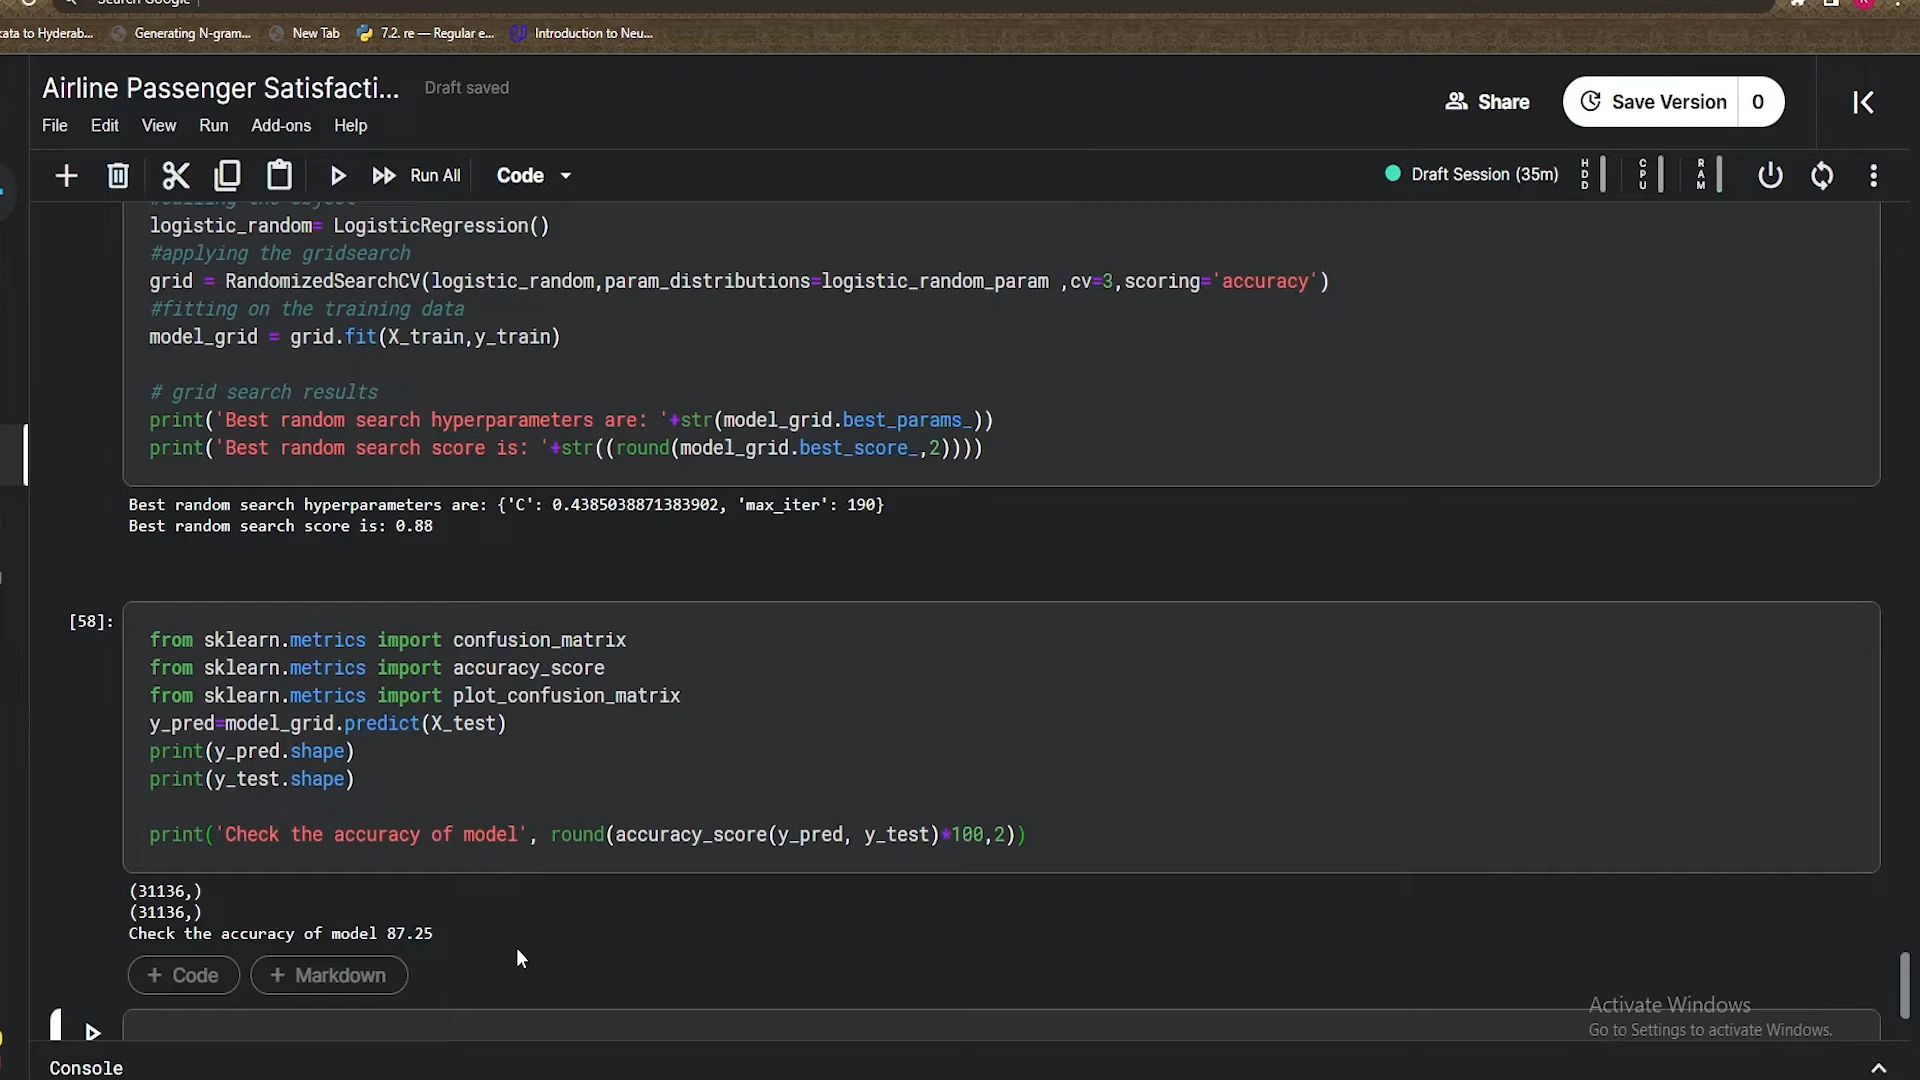 Search Google
kata to Hyderab... Generating N-gram... New Tab 7.2. re — Regular e... Introduction to Neu...
Airline Passenger Satisfacti... Draft saved
Share Save Version 0
File Edit View Run Add-ons Help
Run All Code Draft Session (35m) HDD CPU RAM
logistic_random= LogisticRegression()
#applying the gridsearch
grid = RandomizedSearchCV(logistic_random,param_distributions=logistic_random_param ,cv=3,scoring='accuracy')
#fitting on the training data
model_grid = grid.fit(X_train,y_train)
# grid search results
print('Best random search hyperparameters are: '+str(model_grid.best_params_))
print('Best random search score is: '+str((round(model_grid.best_score_,2))))
Best random search hyperparameters are: {'C': 0.4385038871383902, 'max_iter': 190}
Best random search score is: 0.88
[58]:
from sklearn.metrics import confusion_matrix
from sklearn.metrics import accuracy_score
from sklearn.metrics import plot_confusion_matrix
y_pred=model_grid.predict(X_test)
print(y_pred.shape)
print(y_test.shape)
print('Check the accuracy of model', round(accuracy_score(y_pred, y_test)*100,2))
(31136,)
(31136,)
Check the accuracy of model 87.25
+ Code + Markdown
Activate Windows
Go to Settings to activate Windows.
Console